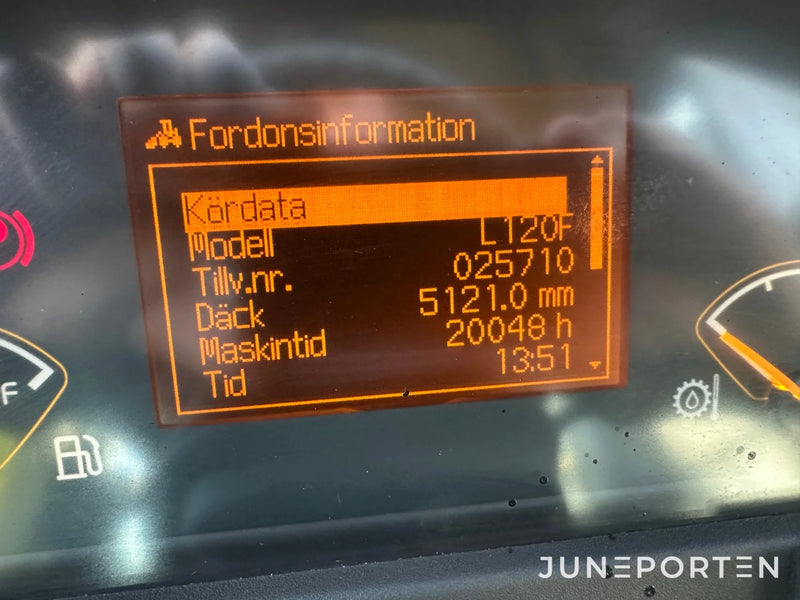 Fordonsinformation
Kördata
Modell L120F
Tillv.nr. 025710
Däck 5121.0 mm
Maskintid 20048 h
Tid 13:51
F
JUNEPORTEN